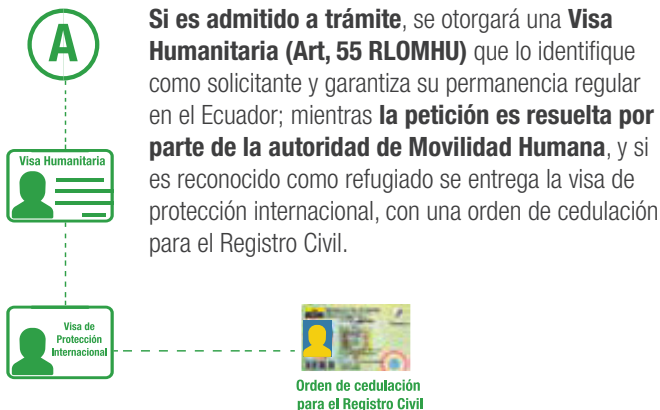 A
Si es admitido a trámite, se otorgará una Visa
Humanitaria (Art, 55 RLOMHU) que lo identifique
como solicitante y garantiza su permanencia regular
en el Ecuador; mientras la petición es resuelta por
parte de la autoridad de Movilidad Humana, y si
es reconocido como refugiado se entrega la visa de
protección internacional, con una orden de cedulación
para el Registro Civil.
Visa Humanitaria
Visa de
Protección
Internacional
Orden de cedulación
para el Registro Civil